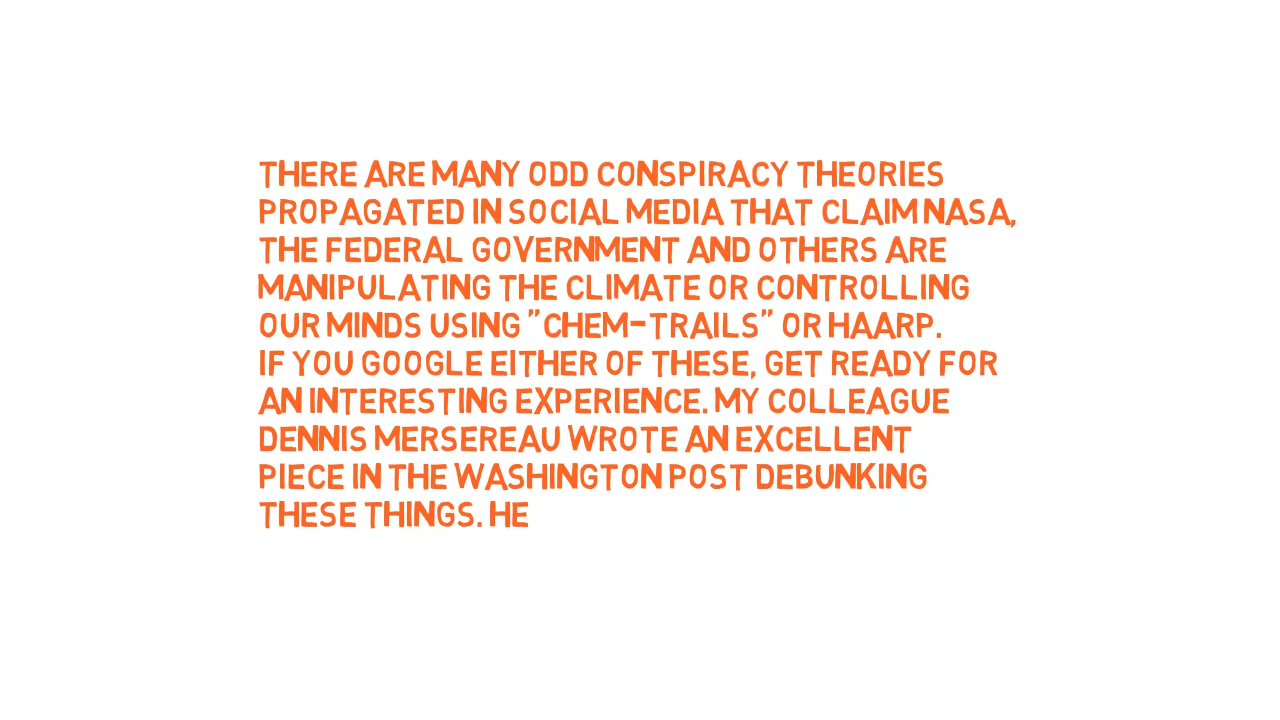 THERE ARE MANY ODD CONSPIRACY THEORIES
PROPAGATED IN SOCIAL MEDIA THAT CLAIM NASA,
THE FEDERAL GOVERNMENT AND OTHERS ARE
MANIPULATING THE CLIMATE OR CONTROLLING
OUR MINDS USING "CHEM-TRAILS" OR HAARP.
IF YOU GOOGLE EITHER OF THESE, GET READY FOR
AN INTERESTING EXPERIENCE. MY COLLEAGUE
DENNIS MERSEREAU WROTE AN EXCELLENT
PIECE IN THE WASHINGTON POST DEBUNKING
THESE THINGS. HE